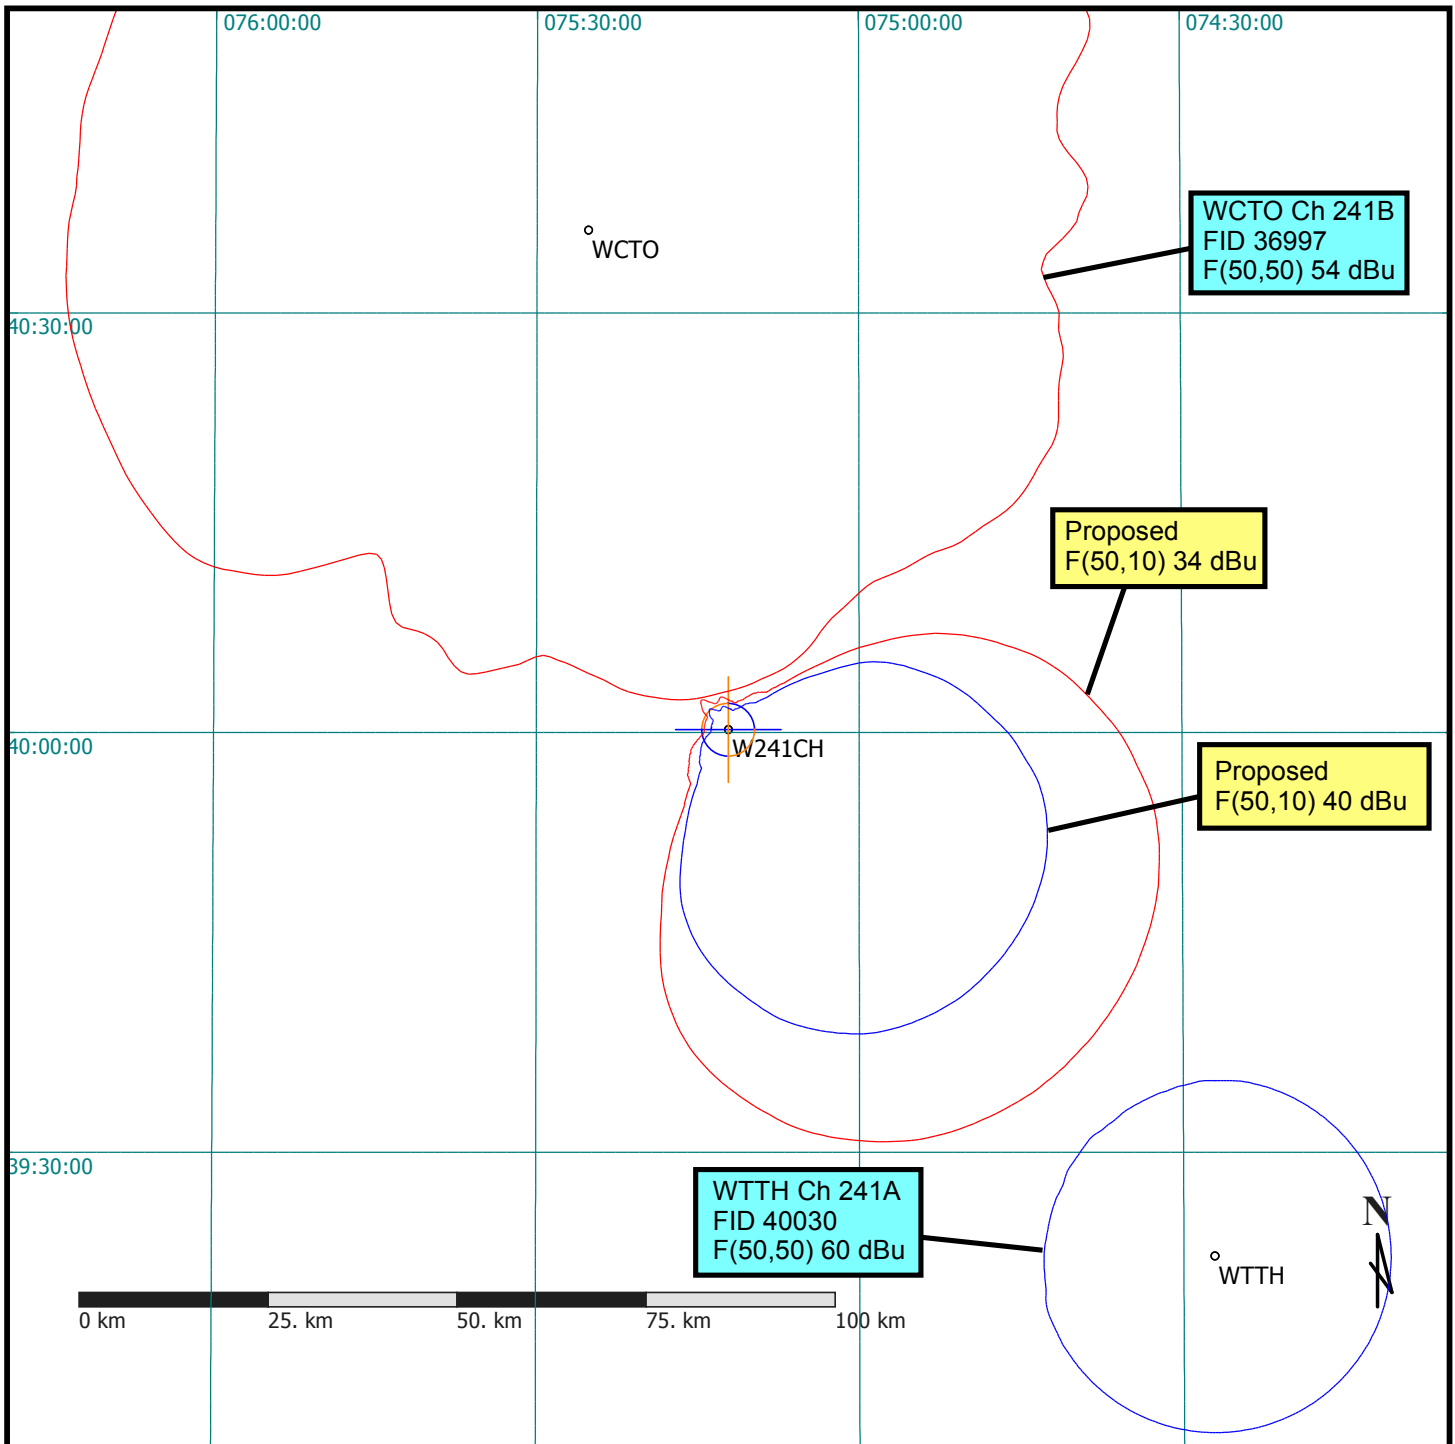 076:00:00
075:30:00
075:00:00
074:30:00
WCTO Ch 241B
FID 36997
F(50,50) 54 dBu
WCTO
40:30:00
Proposed
F(50,10) 34 dBu
40:00:00
W241CH
Proposed
F(50,10) 40 dBu
39:30:00
WTTH Ch 241A
FID 40030
F(50,50) 60 dBu
N
WTTH
0 km
25. km
50. km
75. km
100 km